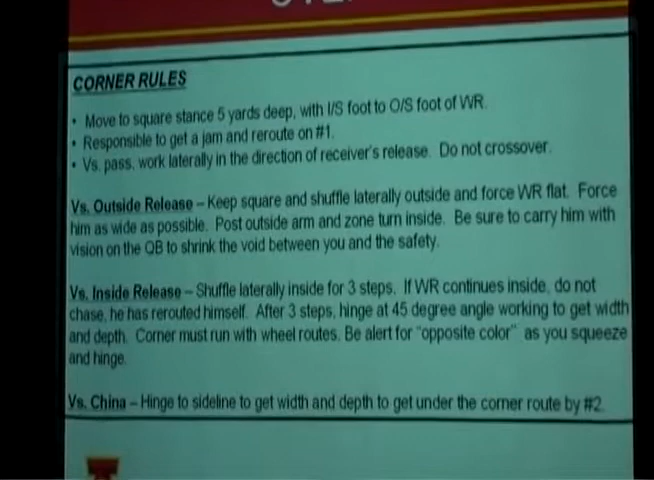 CORNER RULES
• Move to square stance 5 yards deep, with I/S foot to O/S foot of WR.
• Responsible to get a jam and reroute on #1.
• Vs. pass, work laterally in the direction of receiver's release. Do not crossover.
Vs. Outside Release – Keep square and shuffle laterally outside and force WR flat. Force
him as wide as possible. Post outside arm and zone turn inside. Be sure to carry him with
vision on the QB to shrink the void between you and the safety.
Vs. Inside Release – Shuffle laterally inside for 3 steps. If WR continues inside, do not
chase, he has rerouted himself. After 3 steps, hinge at 45 degree angle working to get width
and depth. Corner must run with wheel routes. Be alert for "opposite color" as you squeeze
and hinge.
Vs. China – Hinge to sideline to get width and depth to get under the corner route by #2.